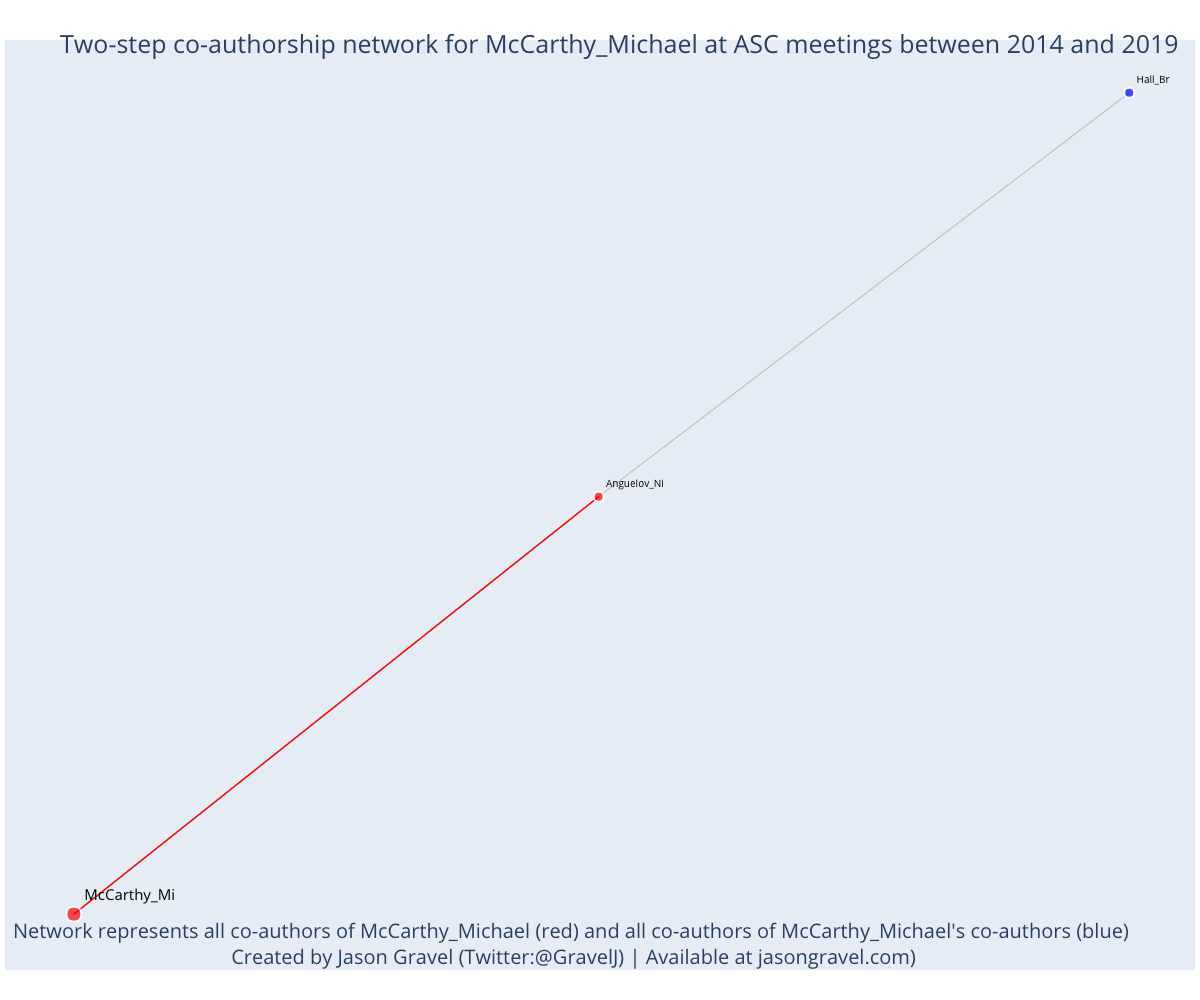 Two-step co-authorship network for McCarthy_Michael at ASC meetings between 2014 and 2019
Hall_Br
Anguelov_Ni
McCarthy_Mi
Network represents all co-authors of McCarthy_Michael (red) and all co-authors of McCarthy_Michael's co-authors (blue)
Created by Jason Gravel (Twitter:@GravelJ) | Available at jasongravel.com)